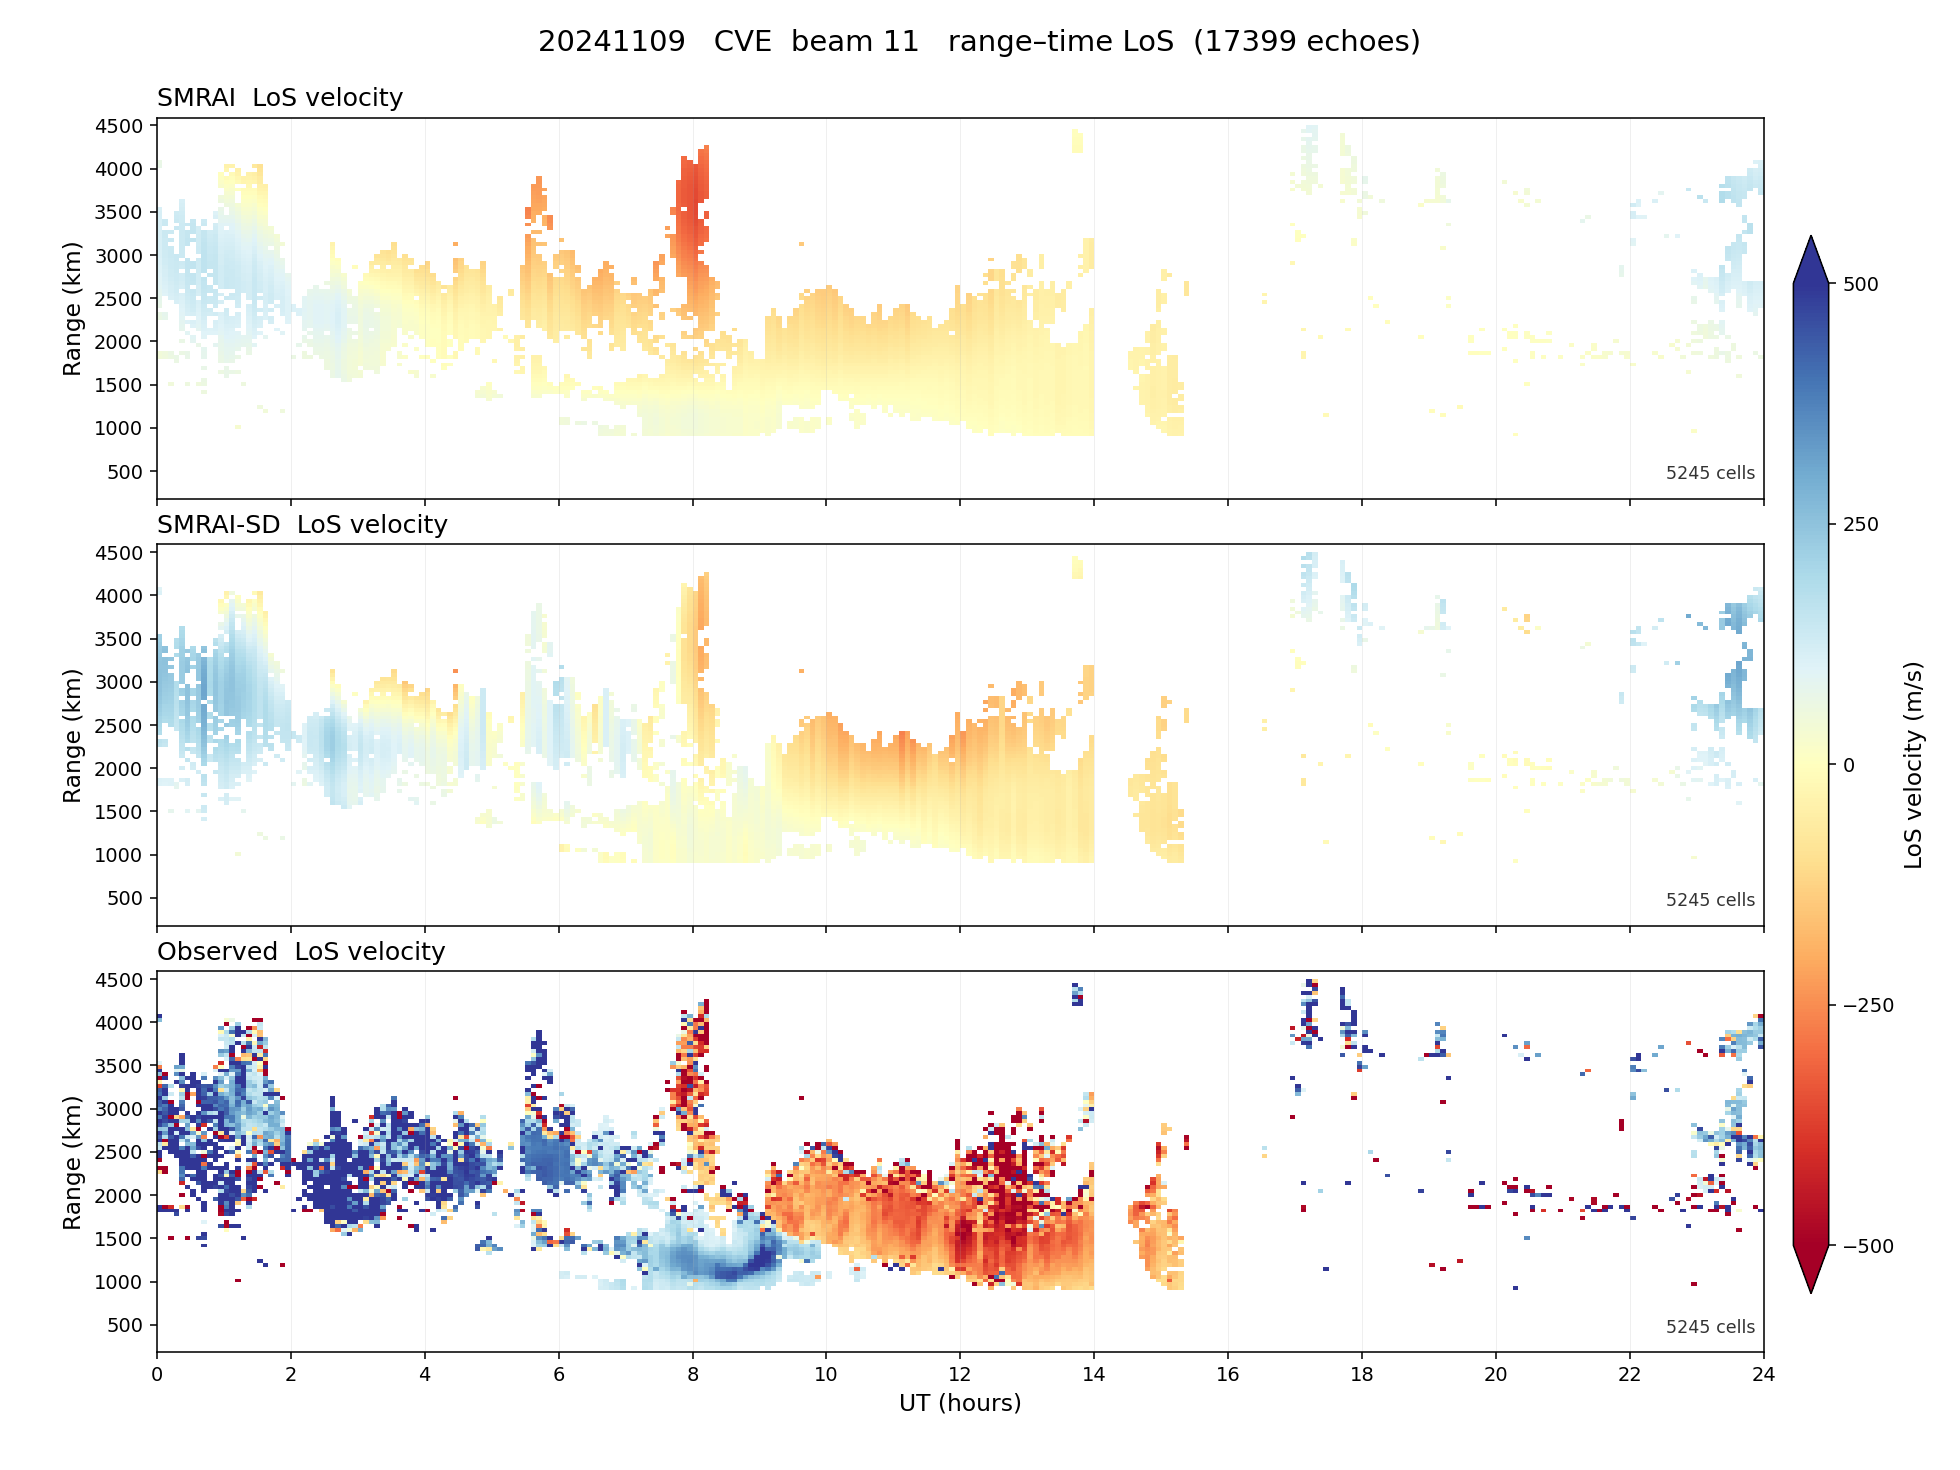 20241109   CVE  beam 11   range–time LoS  (17399 echoes)
SMRAI  LoS velocity
4500
4000
3500
3000
2500
2000
1500
1000
500
Range (km)
5245 cells
SMRAI-SD  LoS velocity
4500
4000
3500
3000
2500
2000
1500
1000
500
Range (km)
5245 cells
Observed  LoS velocity
4500
4000
3500
3000
2500
2000
1500
1000
500
Range (km)
5245 cells
0 2 4 6 8 10 12 14 16 18 20 22 24
UT (hours)
500
250
0
−250
−500
LoS velocity (m/s)